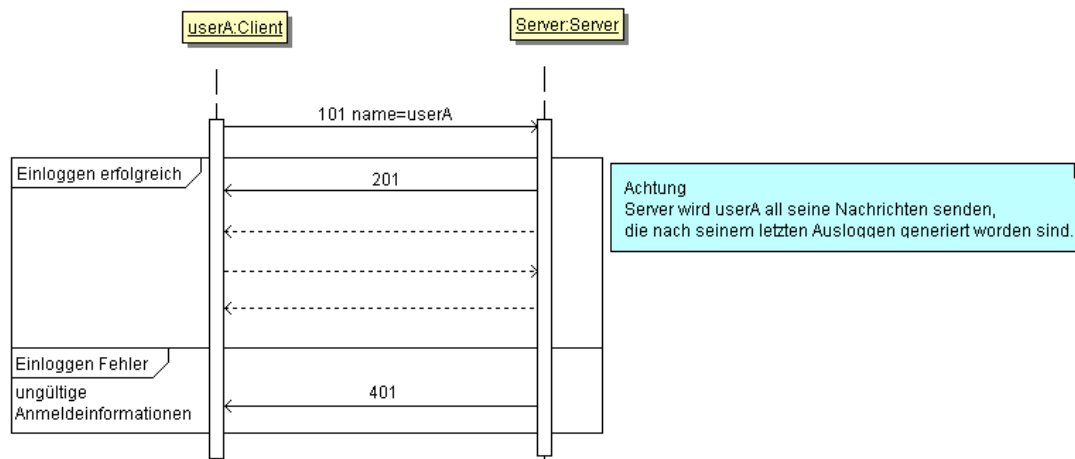 userA:Client
Server:Server
101 name=userA
Einloggen erfolgreich
201
Achtung
Server wird userA all seine Nachrichten senden,
die nach seinem letzten Ausloggen generiert worden sind.
Einloggen Fehler
ungültige
Anmeldeinformationen
401